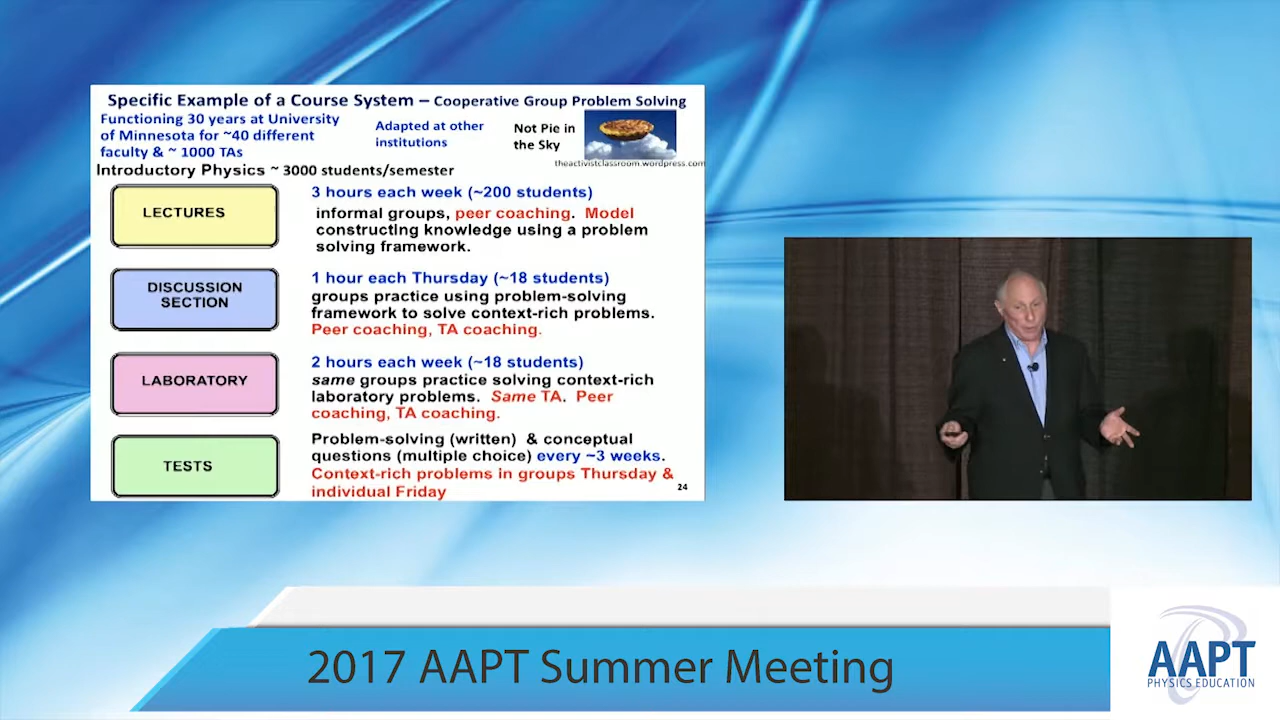 Specific Example of a Course System – Cooperative Group Problem Solving
Functioning 30 years at University
of Minnesota for ~40 different
faculty & ~ 1000 TAs
Adapted at other
institutions
Not Pie in
the Sky
theactivistclassroom.wordpress.com
Introductory Physics ~ 3000 students/semester
LECTURES
3 hours each week (~200 students)
informal groups, peer coaching. Model
constructing knowledge using a problem
solving framework.
DISCUSSION
SECTION
1 hour each Thursday (~18 students)
groups practice using problem-solving
framework to solve context-rich problems.
Peer coaching, TA coaching.
LABORATORY
2 hours each week (~18 students)
same groups practice solving context-rich
laboratory problems. Same TA. Peer
coaching, TA coaching.
TESTS
Problem-solving (written) & conceptual
questions (multiple choice) every ~3 weeks.
Context-rich problems in groups Thursday &
individual Friday
24
2017 AAPT Summer Meeting
AAPT
PHYSICS EDUCATION